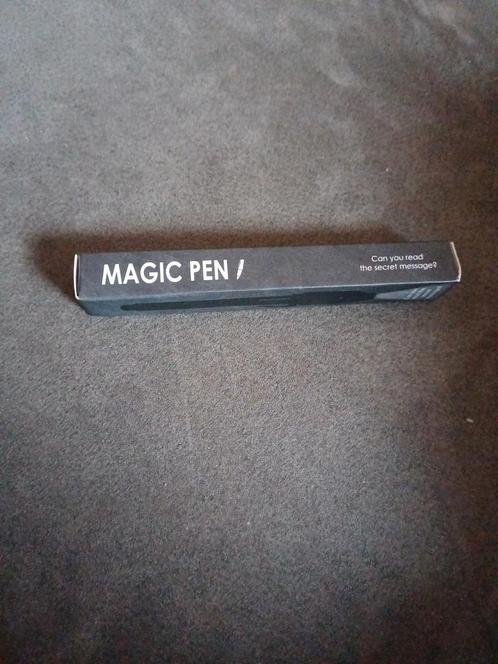 MAGIC PEN
Can you read
the secret message?